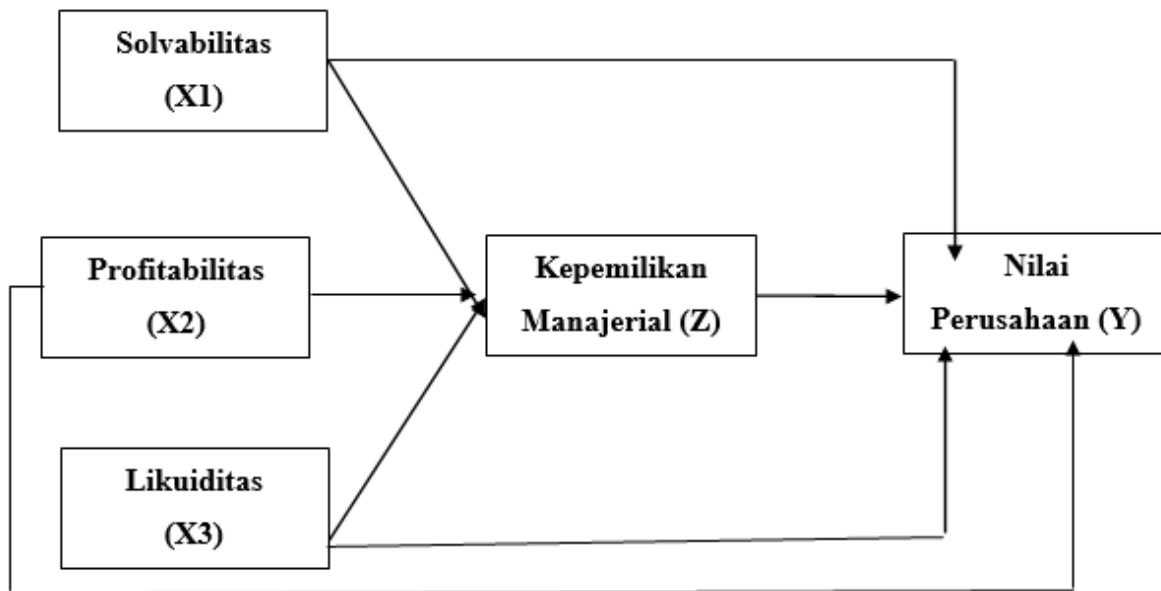 Solvabilitas
(X1)
Profitabilitas
(X2)
Kepemilikan
Manajerial (Z)
Nilai
Perusahaan (Y)
Likuiditas
(X3)